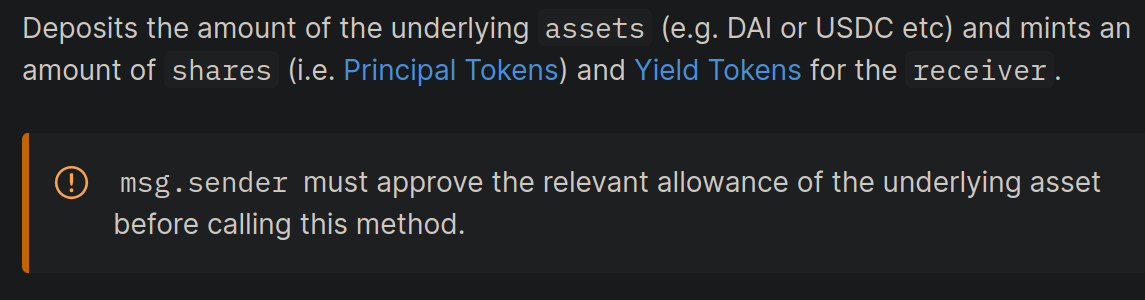 Deposits the amount of the underlying assets (e.g. DAI or USDC etc) and mints an
amount of shares (i.e. Principal Tokens) and Yield Tokens for the receiver.
msg.sender must approve the relevant allowance of the underlying asset
before calling this method.